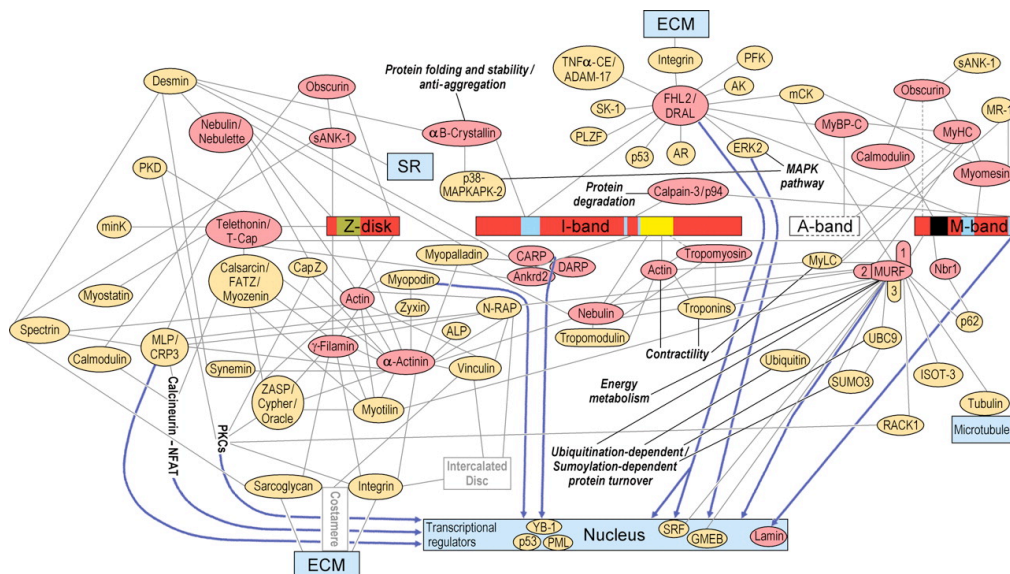 ECM
TNFα-CE/
ADAM-17
Integrin
PFK
sANK-1
Desmin
Protein folding and stability /
anti-aggregation
AK
mCK
Obscurin
SK-1
FHL2 /
DRAL
Obscurin
MR-1
Nebulin/
Nebulette
sANK-1
αB-Crystallin
PLZF
MyBP-C
MyHC
p53
AR
ERK2
Calmodulin
PKD
SR
p38-
MAPKAPK-2
MAPK
pathway
Myomesin
Protein
degradation
Calpain-3/p94
minK
Telethonin/
T-Cap
Z-disk
I-band
A-band
M-band
Myopalladin
CARP
DARP
Ankrd2
Tropomyosin
Actin
MyLC
1
2
MURF
3
Nbr1
Calsarcin/
FATZ/
Myozenin
CapZ
Myopodin
Myostatin
Actin
Zyxin
N-RAP
Nebulin
Troponins
p62
Spectrin
MLP/
CRP3
ALP
Tropomodulin
UBC9
Calmodulin
γ-Filamin
α-Actinin
Contractility
Ubiquitin
Synemin
Vinculin
Energy
metabolism
SUMO3
ISOT-3
ZASP/
Cypher/
Oracle
Myotilin
Tubulin
Calcineurin - NFAT
PKCs
RACK1
Microtubule
Ubiquitination-dependent/
Sumoylation-dependent
protein turnover
Intercalated
Disc
Sarcoglycan
Integrin
Costamere
Transcriptional
regulators
YB-1
p53
PML
Nucleus
SRF
GMEB
Lamin
ECM